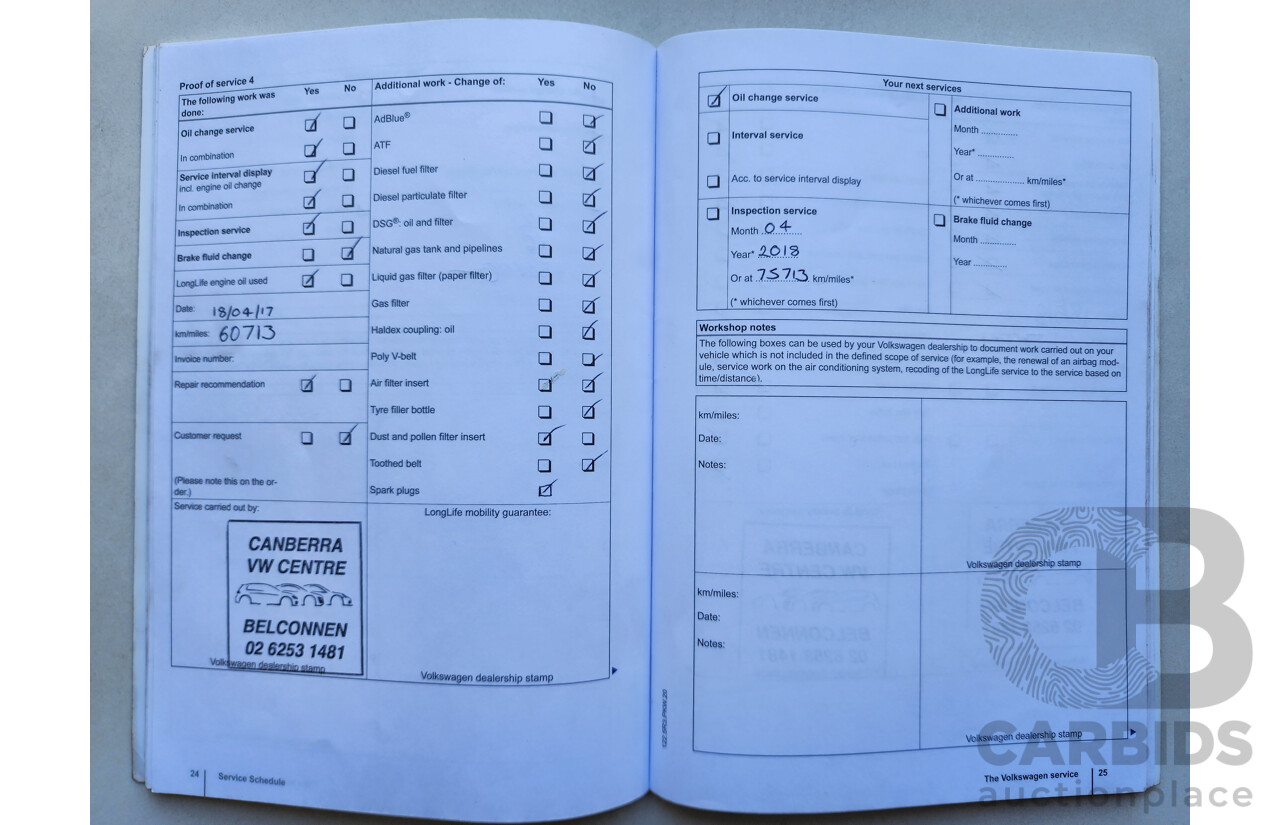 Proof of service 4
The following work was
done:
Yes
No
Oil change service
In combination
Service interval display
incl. engine oil change
In combination
Inspection service
Brake fluid change
LongLife engine oil used
Date: 18/04/17
km/miles: 60713
Invoice number:
Repair recommendation
Customer request
(Please note this on the or-
der.)
Service carried out by:
CANBERRA
VW CENTRE
BELCONNEN
02 6253 1481
Volkswagen dealership stamp
Additional work - Change of:
Yes
No
AdBlue®
ATF
Diesel fuel filter
Diesel particulate filter
DSG®: oil and filter
Natural gas tank and pipelines
Liquid gas filter (paper filter)
Gas filter
Haldex coupling: oil
Poly V-belt
Air filter insert
Tyre filler bottle
Dust and pollen filter insert
Toothed belt
Spark plugs
LongLife mobility guarantee:
Volkswagen dealership stamp
24
Service Schedule
Your next services
Oil change service
Interval service
Acc. to service interval display
Inspection service
Month 04
Year* 2018
Or at 75713 km/miles*
(* whichever comes first)
Additional work
Month ..............
Year* ..............
Or at ................... km/miles*
(* whichever comes first)
Brake fluid change
Month ..............
Year .............
Workshop notes
The following boxes can be used by your Volkswagen dealership to document work carried out on your
vehicle which is not included in the defined scope of service (for example, the renewal of an airbag mod-
ule, service work on the air conditioning system, recoding of the LongLife service to the service based on
time/distance).
km/miles:
Date:
Notes:
Volkswagen dealership stamp
km/miles:
Date:
Notes:
Volkswagen dealership stamp
The Volkswagen service
25
CB
CARBIDS
auctionplace